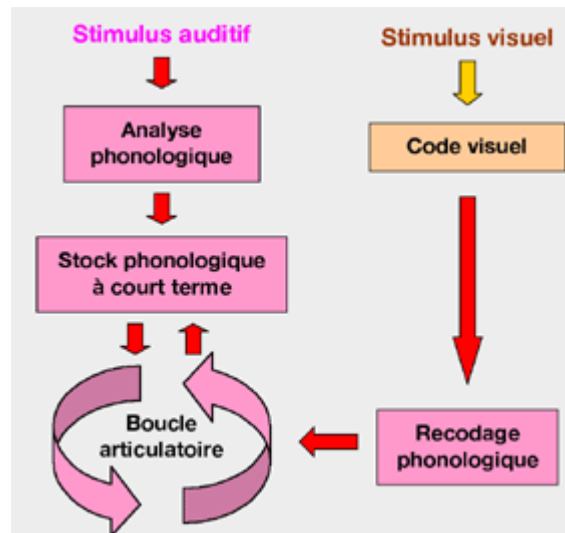 Stimulus auditif
Analyse
phonologique
Stock phonologique
à court terme
Boucle
articulatoire
Stimulus visuel
Code visuel
Recodage
phonologique